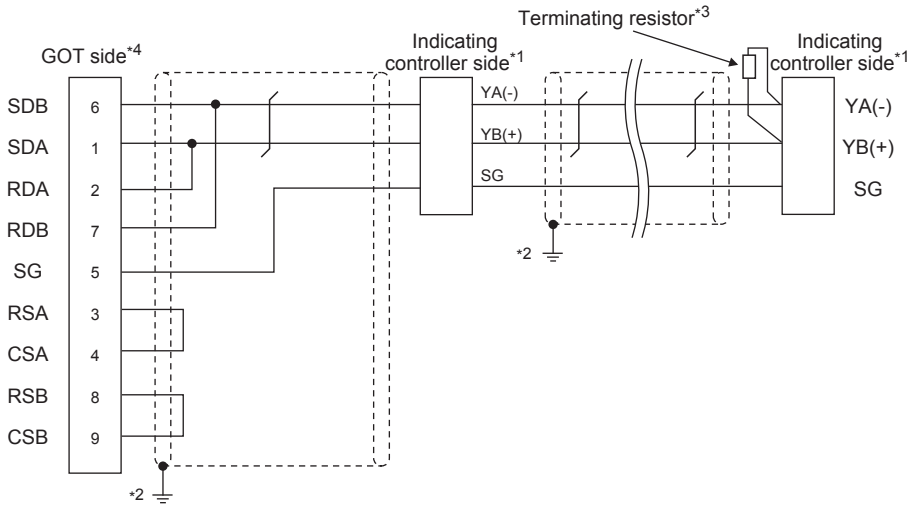 Terminating resistor*3
GOT side*4
Indicating
controller side*1
Indicating
controller side*1
SDB 6 YA(-) YA(-)
SDA 1 YB(+) YB(+)
RDA 2 SG SG
RDB 7
*2
SG 5
RSA 3
CSA 4
RSB 8
CSB 9
*2